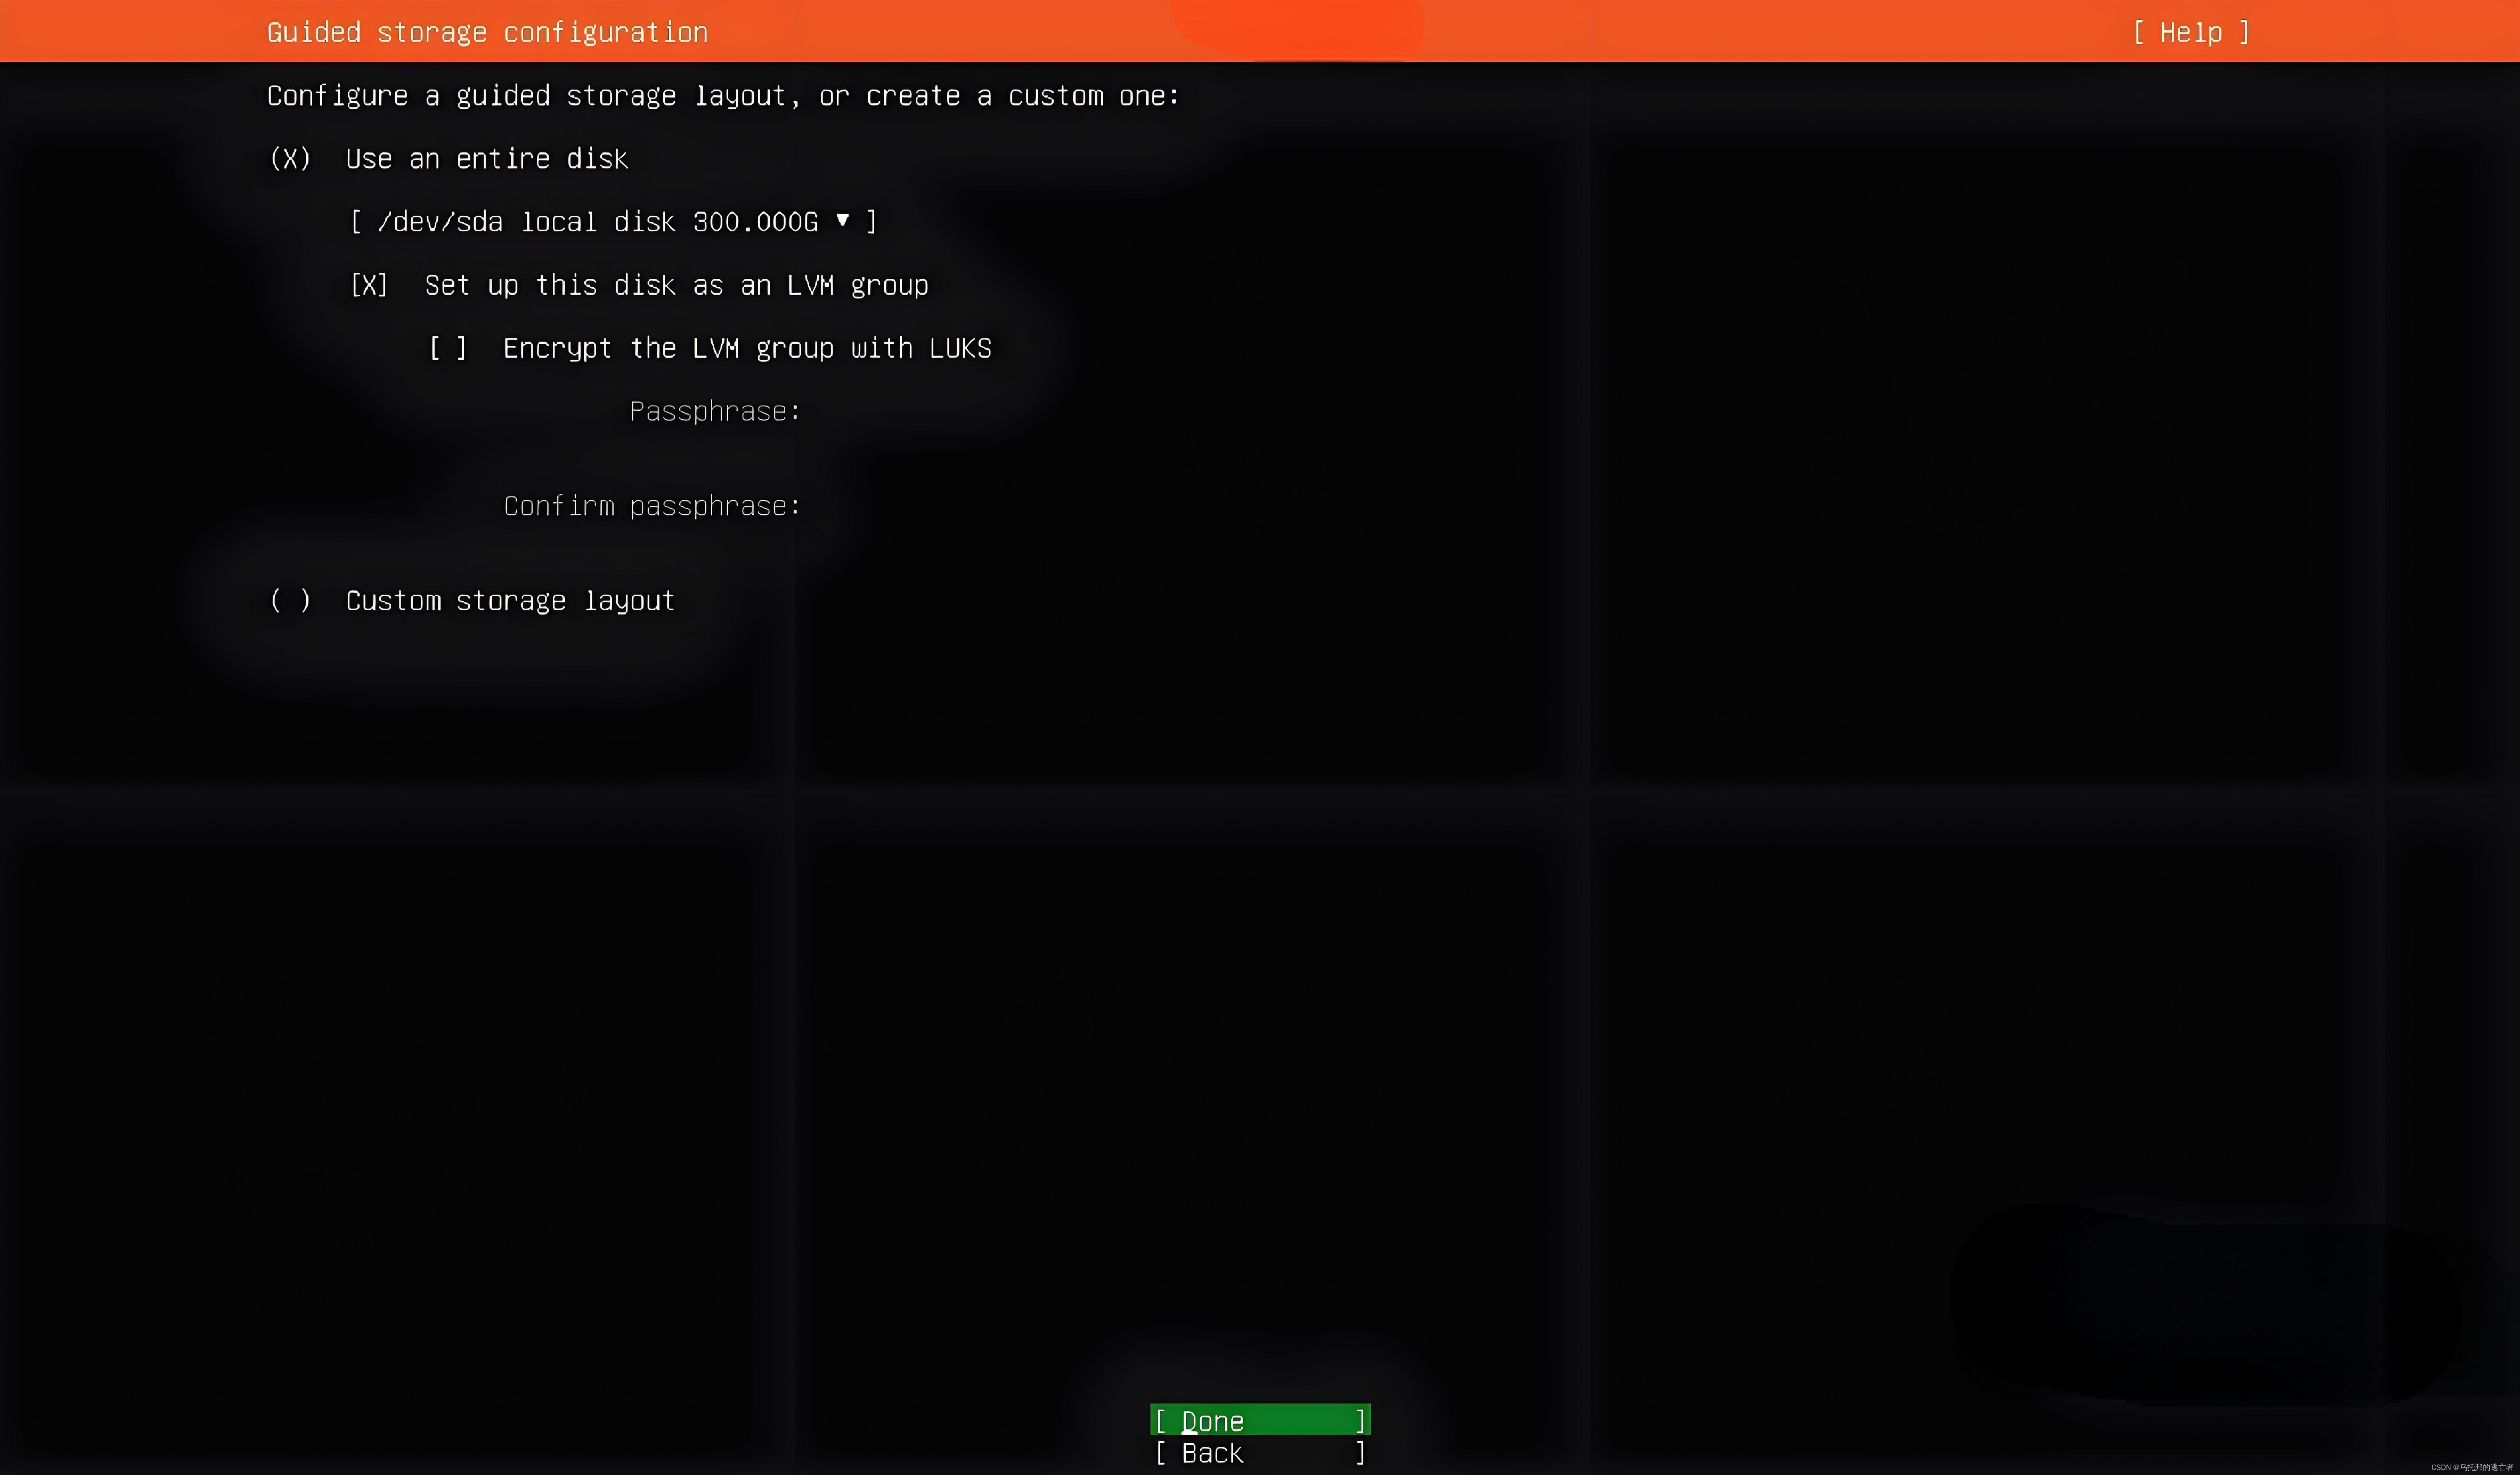 Guided storage configuration [ Help ]
Configure a guided storage layout, or create a custom one:
(X) Use an entire disk
[ /dev/sda local disk 300.000G ▼ ]
[X] Set up this disk as an LVM group
[ ] Encrypt the LVM group with LUKS
Passphrase:
Confirm passphrase:
( ) Custom storage layout
[ Done ]
[ Back ]
CSDN @乌托邦的逃亡者